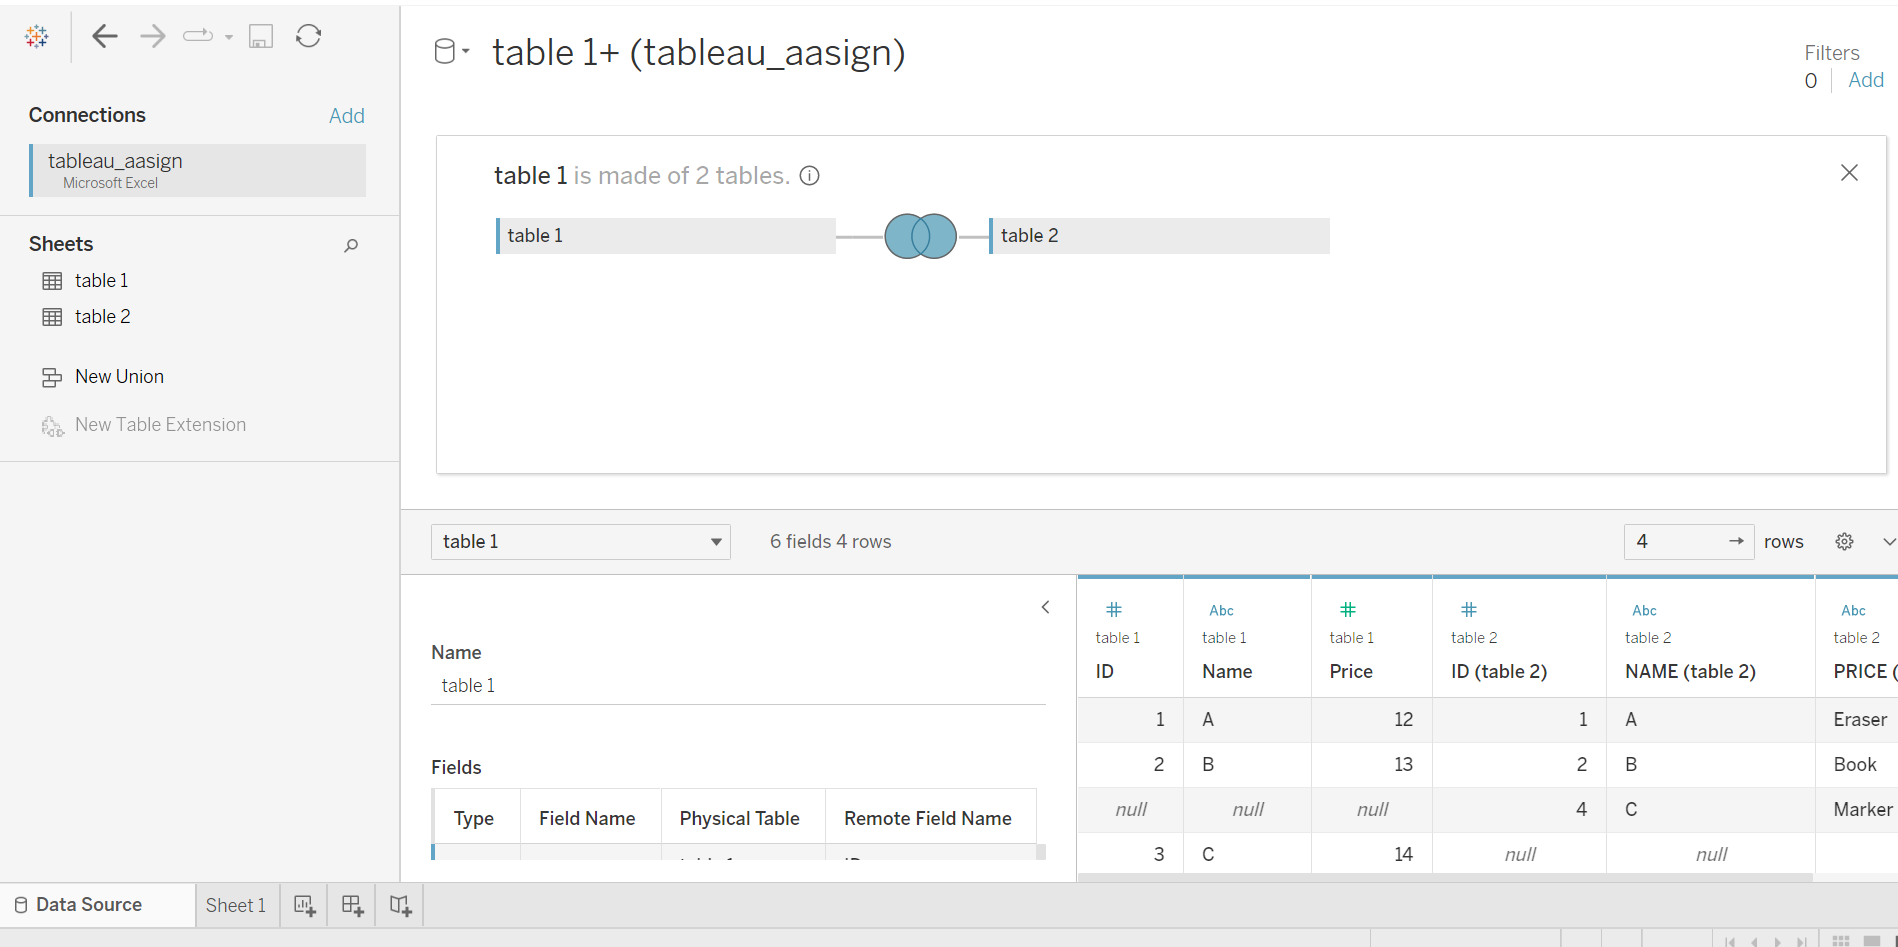 table 1+ (tableau_aasign)
Filters
0 Add
Connections Add
tableau_aasign
Microsoft Excel
Sheets
table 1
table 2
New Union
New Table Extension
table 1 is made of 2 tables.
table 1 table 2
table 1 6 fields 4 rows 4 → rows
Name
table 1
Fields
Type Field Name Physical Table Remote Field Name
# Abc # # Abc Abc
table 1 table 1 table 1 table 2 table 2 table 2
ID Name Price ID (table 2) NAME (table 2) PRICE (
1 A 12 1 A Eraser
2 B 13 2 B Book
null null null 4 C Marker
3 C 14 null null
Data Source Sheet 1